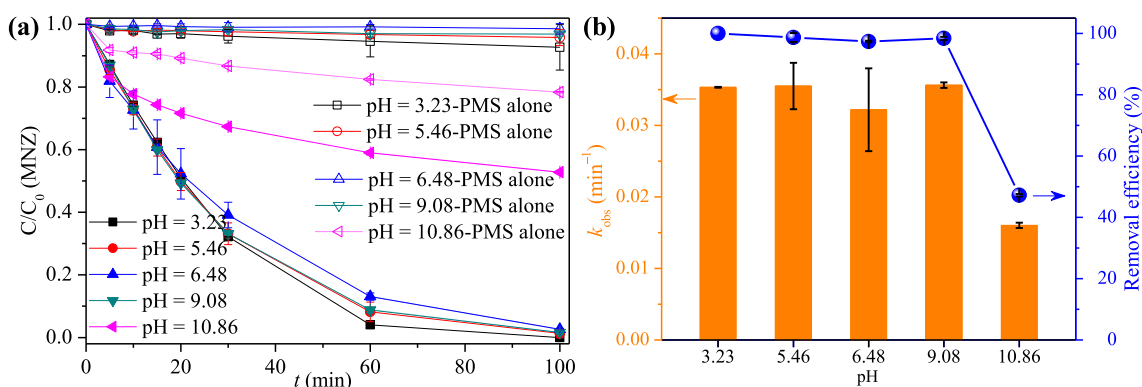 (a)
C/C0 (MNZ)
1.0
0.8
0.6
0.4
0.2
0.0
pH = 3.23-PMS alone
pH = 5.46-PMS alone
pH = 6.48-PMS alone
pH = 9.08-PMS alone
pH = 10.86-PMS alone
pH = 3.23
pH = 5.46
pH = 6.48
pH = 9.08
pH = 10.86
0 20 40 60 80 100
t (min)
(b)
kobs (min⁻¹)
0.04
0.03
0.02
0.01
0.00
3.23 5.46 6.48 9.08 10.86
pH
100
80
60
40
20
0
Removal efficiency (%)